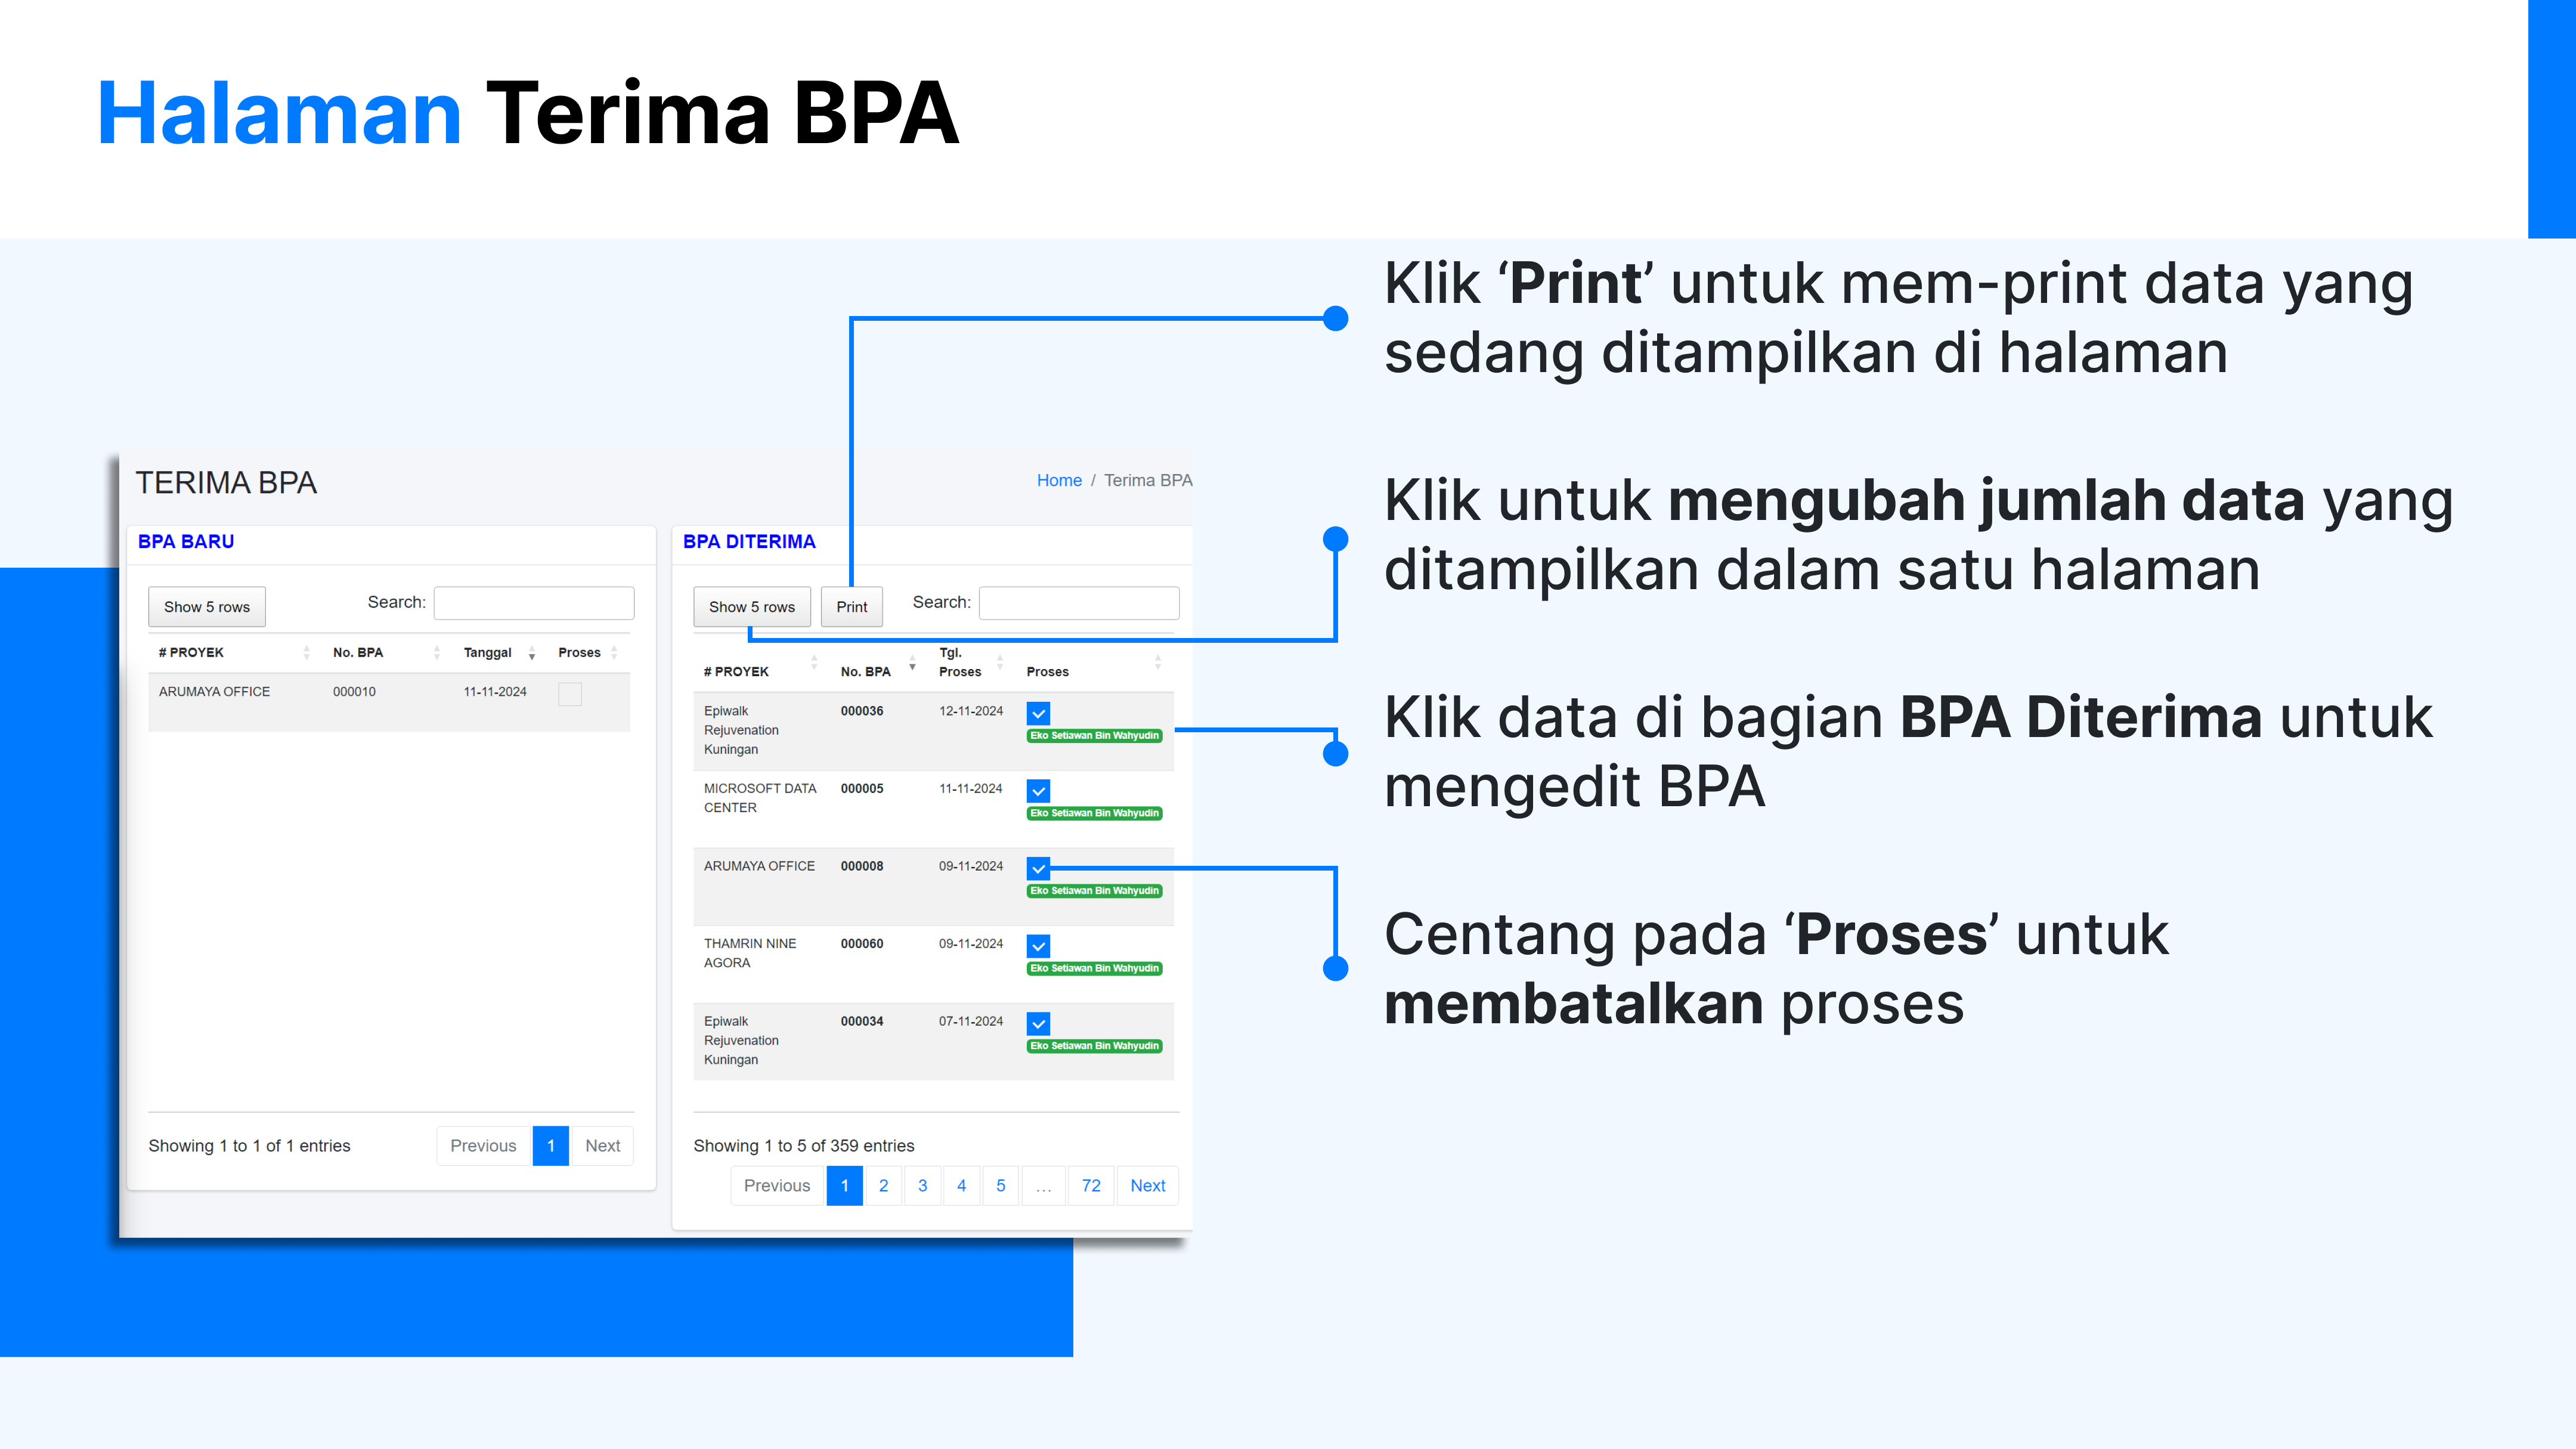 Halaman Terima BPA
Klik ‘Print’ untuk mem-print data yang
sedang ditampilkan di halaman
Klik untuk mengubah jumlah data yang
ditampilkan dalam satu halaman
Klik data di bagian BPA Diterima untuk
mengedit BPA
Centang pada ‘Proses’ untuk
membatalkan proses
TERIMA BPA
Home / Terima BPA
BPA BARU
Show 5 rows Search:
# PROYEK No. BPA Tanggal Proses
ARUMAYA OFFICE 000010 11-11-2024
Showing 1 to 1 of 1 entries Previous 1 Next
BPA DITERIMA
Show 5 rows Print Search:
# PROYEK No. BPA Tgl. Proses Proses
Epiwalk 000036 12-11-2024
Rejuvenation Eko Setiawan Bin Wahyudin
Kuningan
MICROSOFT DATA 000005 11-11-2024
CENTER Eko Setiawan Bin Wahyudin
ARUMAYA OFFICE 000008 09-11-2024
Eko Setiawan Bin Wahyudin
THAMRIN NINE 000060 09-11-2024
AGORA Eko Setiawan Bin Wahyudin
Epiwalk 000034 07-11-2024
Rejuvenation Eko Setiawan Bin Wahyudin
Kuningan
Showing 1 to 5 of 359 entries
Previous 1 2 3 4 5 … 72 Next